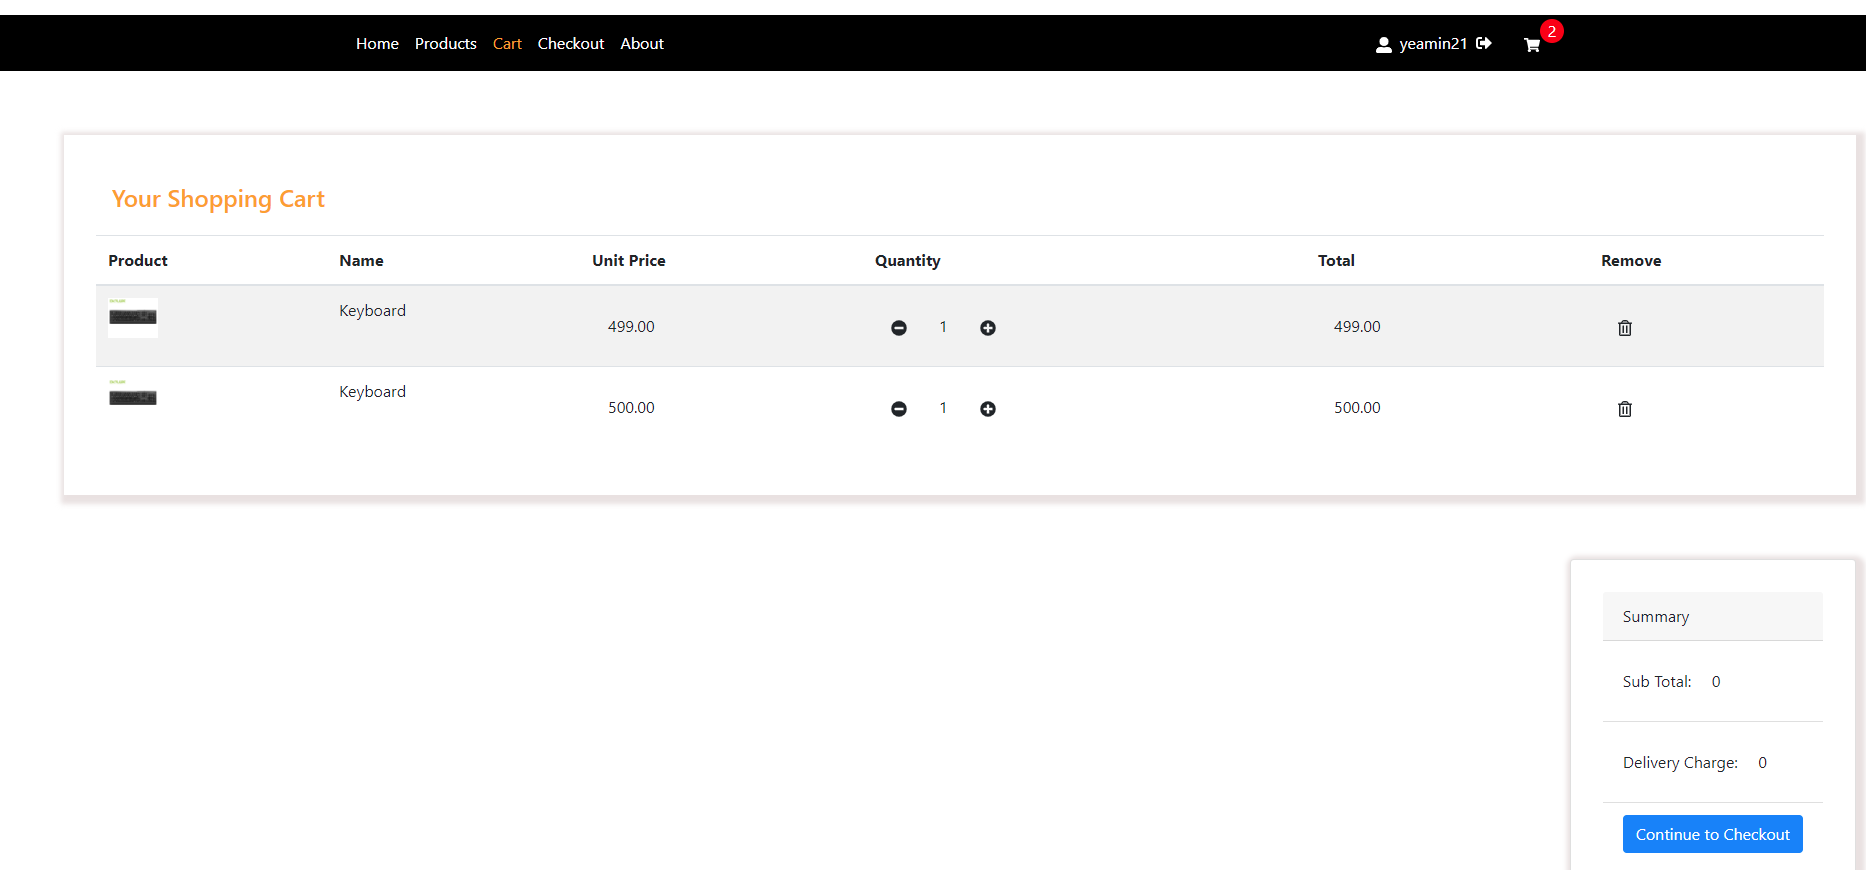 Home Products Cart Checkout About yeamin21 2
Your Shopping Cart
Product Name Unit Price Quantity Total Remove
Keyboard 499.00 1 499.00
Keyboard 500.00 1 500.00
Summary
Sub Total: 0
Delivery Charge: 0
Continue to Checkout